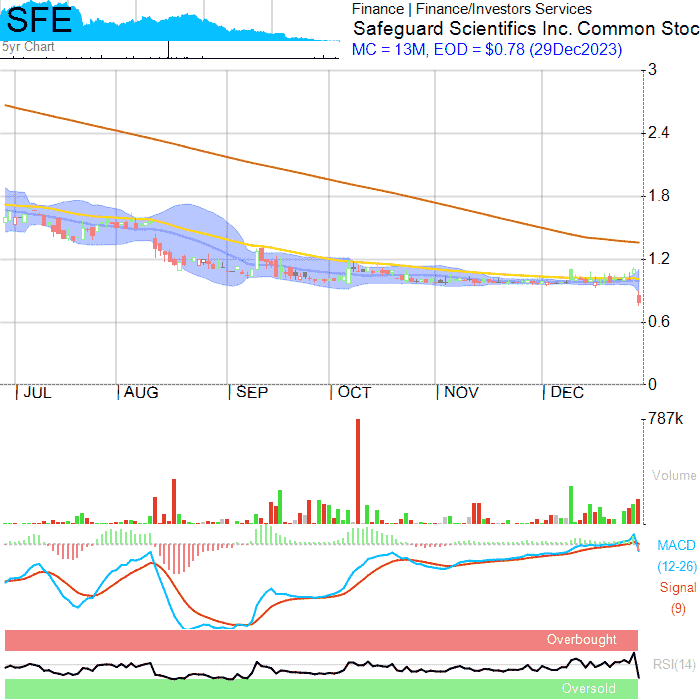 SFE
5yr Chart
Finance | Finance/Investors Services
Safeguard Scientifics Inc. Common Stoc
MC = 13M, EOD = $0.78 (29Dec2023)
3
2.4
1.8
1.2
0.6
0
JUL AUG SEP OCT NOV DEC
787k
Volume
MACD
(12-26)
Signal
(9)
Overbought
RSI(14)
Oversold